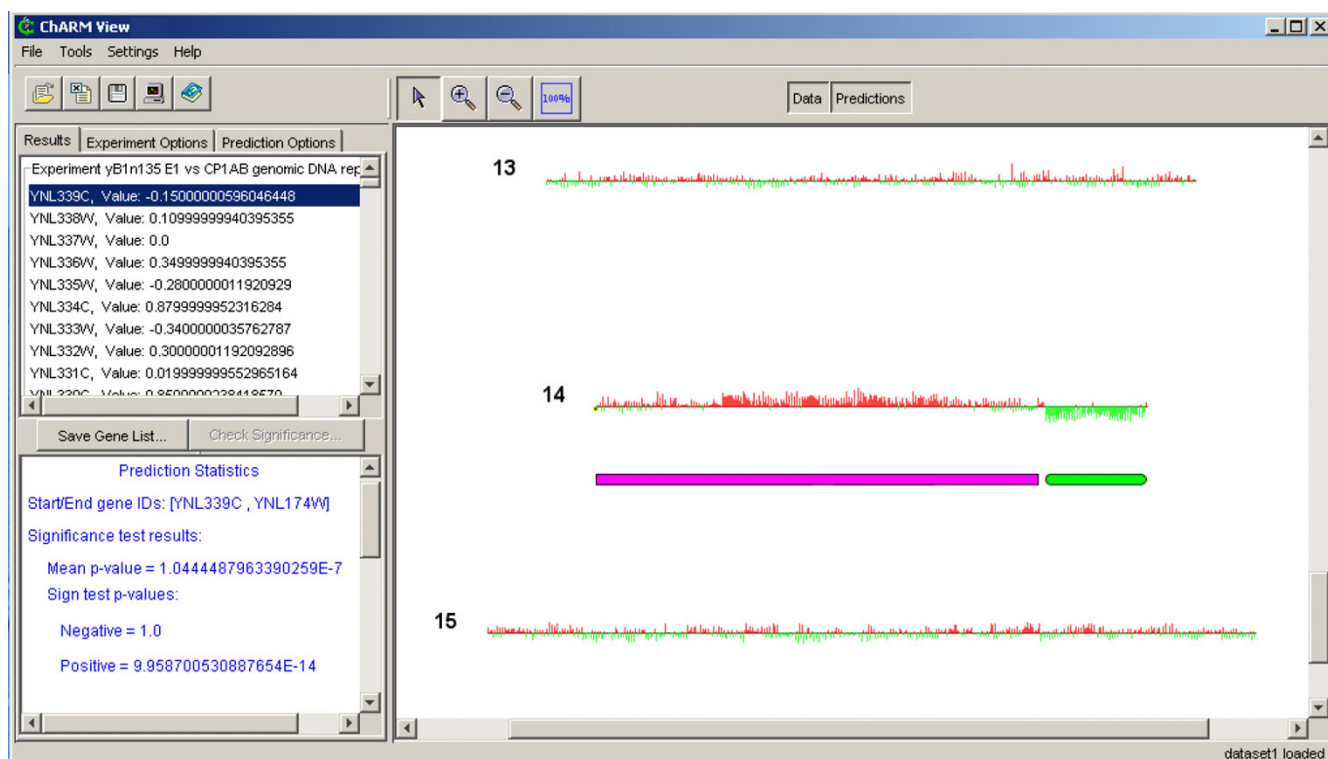 ChARM View
File Tools Settings Help
100%
Data Predictions
Results Experiment Options Prediction Options
Experiment yB1n135 E1 vs CP1AB genomic DNA rep
YNL339C, Value: -0.15000000596046448
YNL338W, Value: 0.10999999940395355
YNL337W, Value: 0.0
YNL336W, Value: 0.3499999940395355
YNL335W, Value: -0.2800000011920929
YNL334C, Value: 0.8799999952316284
YNL333W, Value: -0.3400000035762787
YNL332W, Value: 0.30000001192092896
YNL331C, Value: 0.019999999552965164
Save Gene List... Check Significance...
Prediction Statistics
Start/End gene IDs: [YNL339C , YNL174W]
Significance test results:
Mean p-value = 1.0444487963390259E-7
Sign test p-values:
Negative = 1.0
Positive = 9.958700530887654E-14
13
14
15
dataset1 loaded